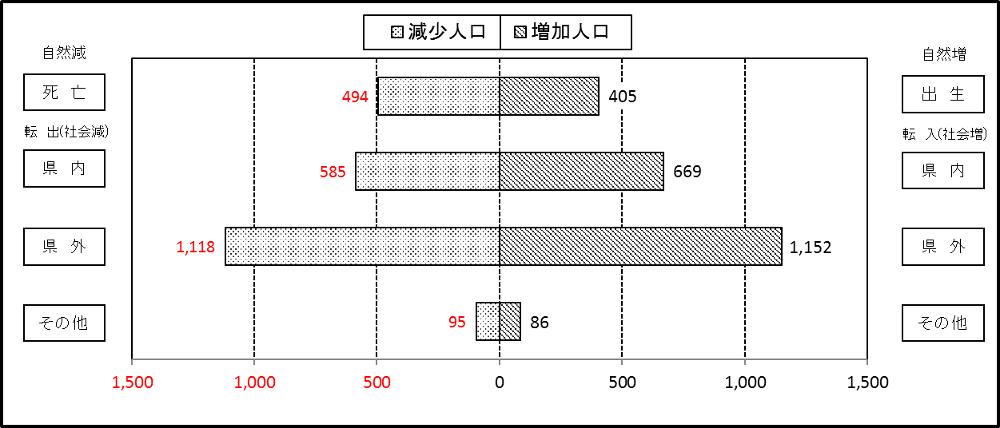 減少人口 増加人口
自然減 自然増
死 亡 494 405 出 生
転 出(社会減) 転 入(社会増)
県 内 585 669 県 内
県 外 1,118 1,152 県 外
その他 95 86 その他
1,500 1,000 500 0 500 1,000 1,500